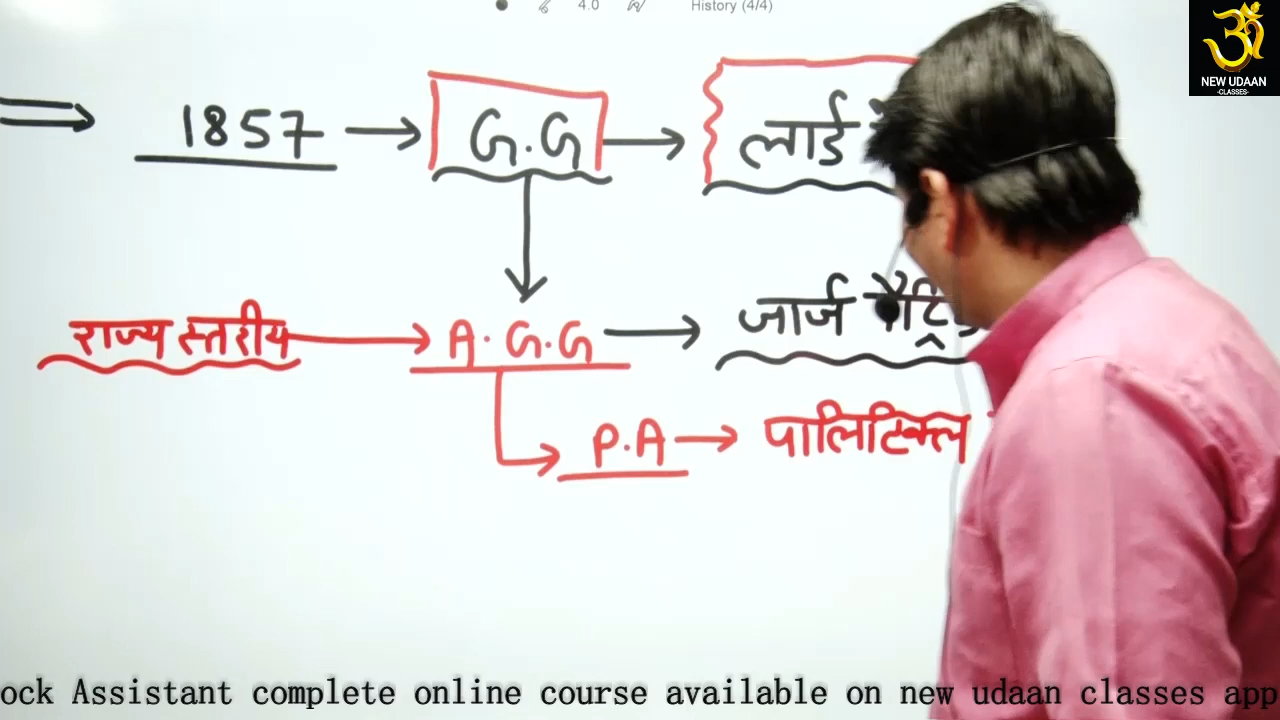 4.0 History (4/4)
ॐ
NEW UDAAN
-CLASSES-
1857 → G.G → लार्ड
राज्य स्तरीय → A.G.G → जार्ज
P.A → पालिटिक्ल
ock Assistant complete online course available on new udaan classes app